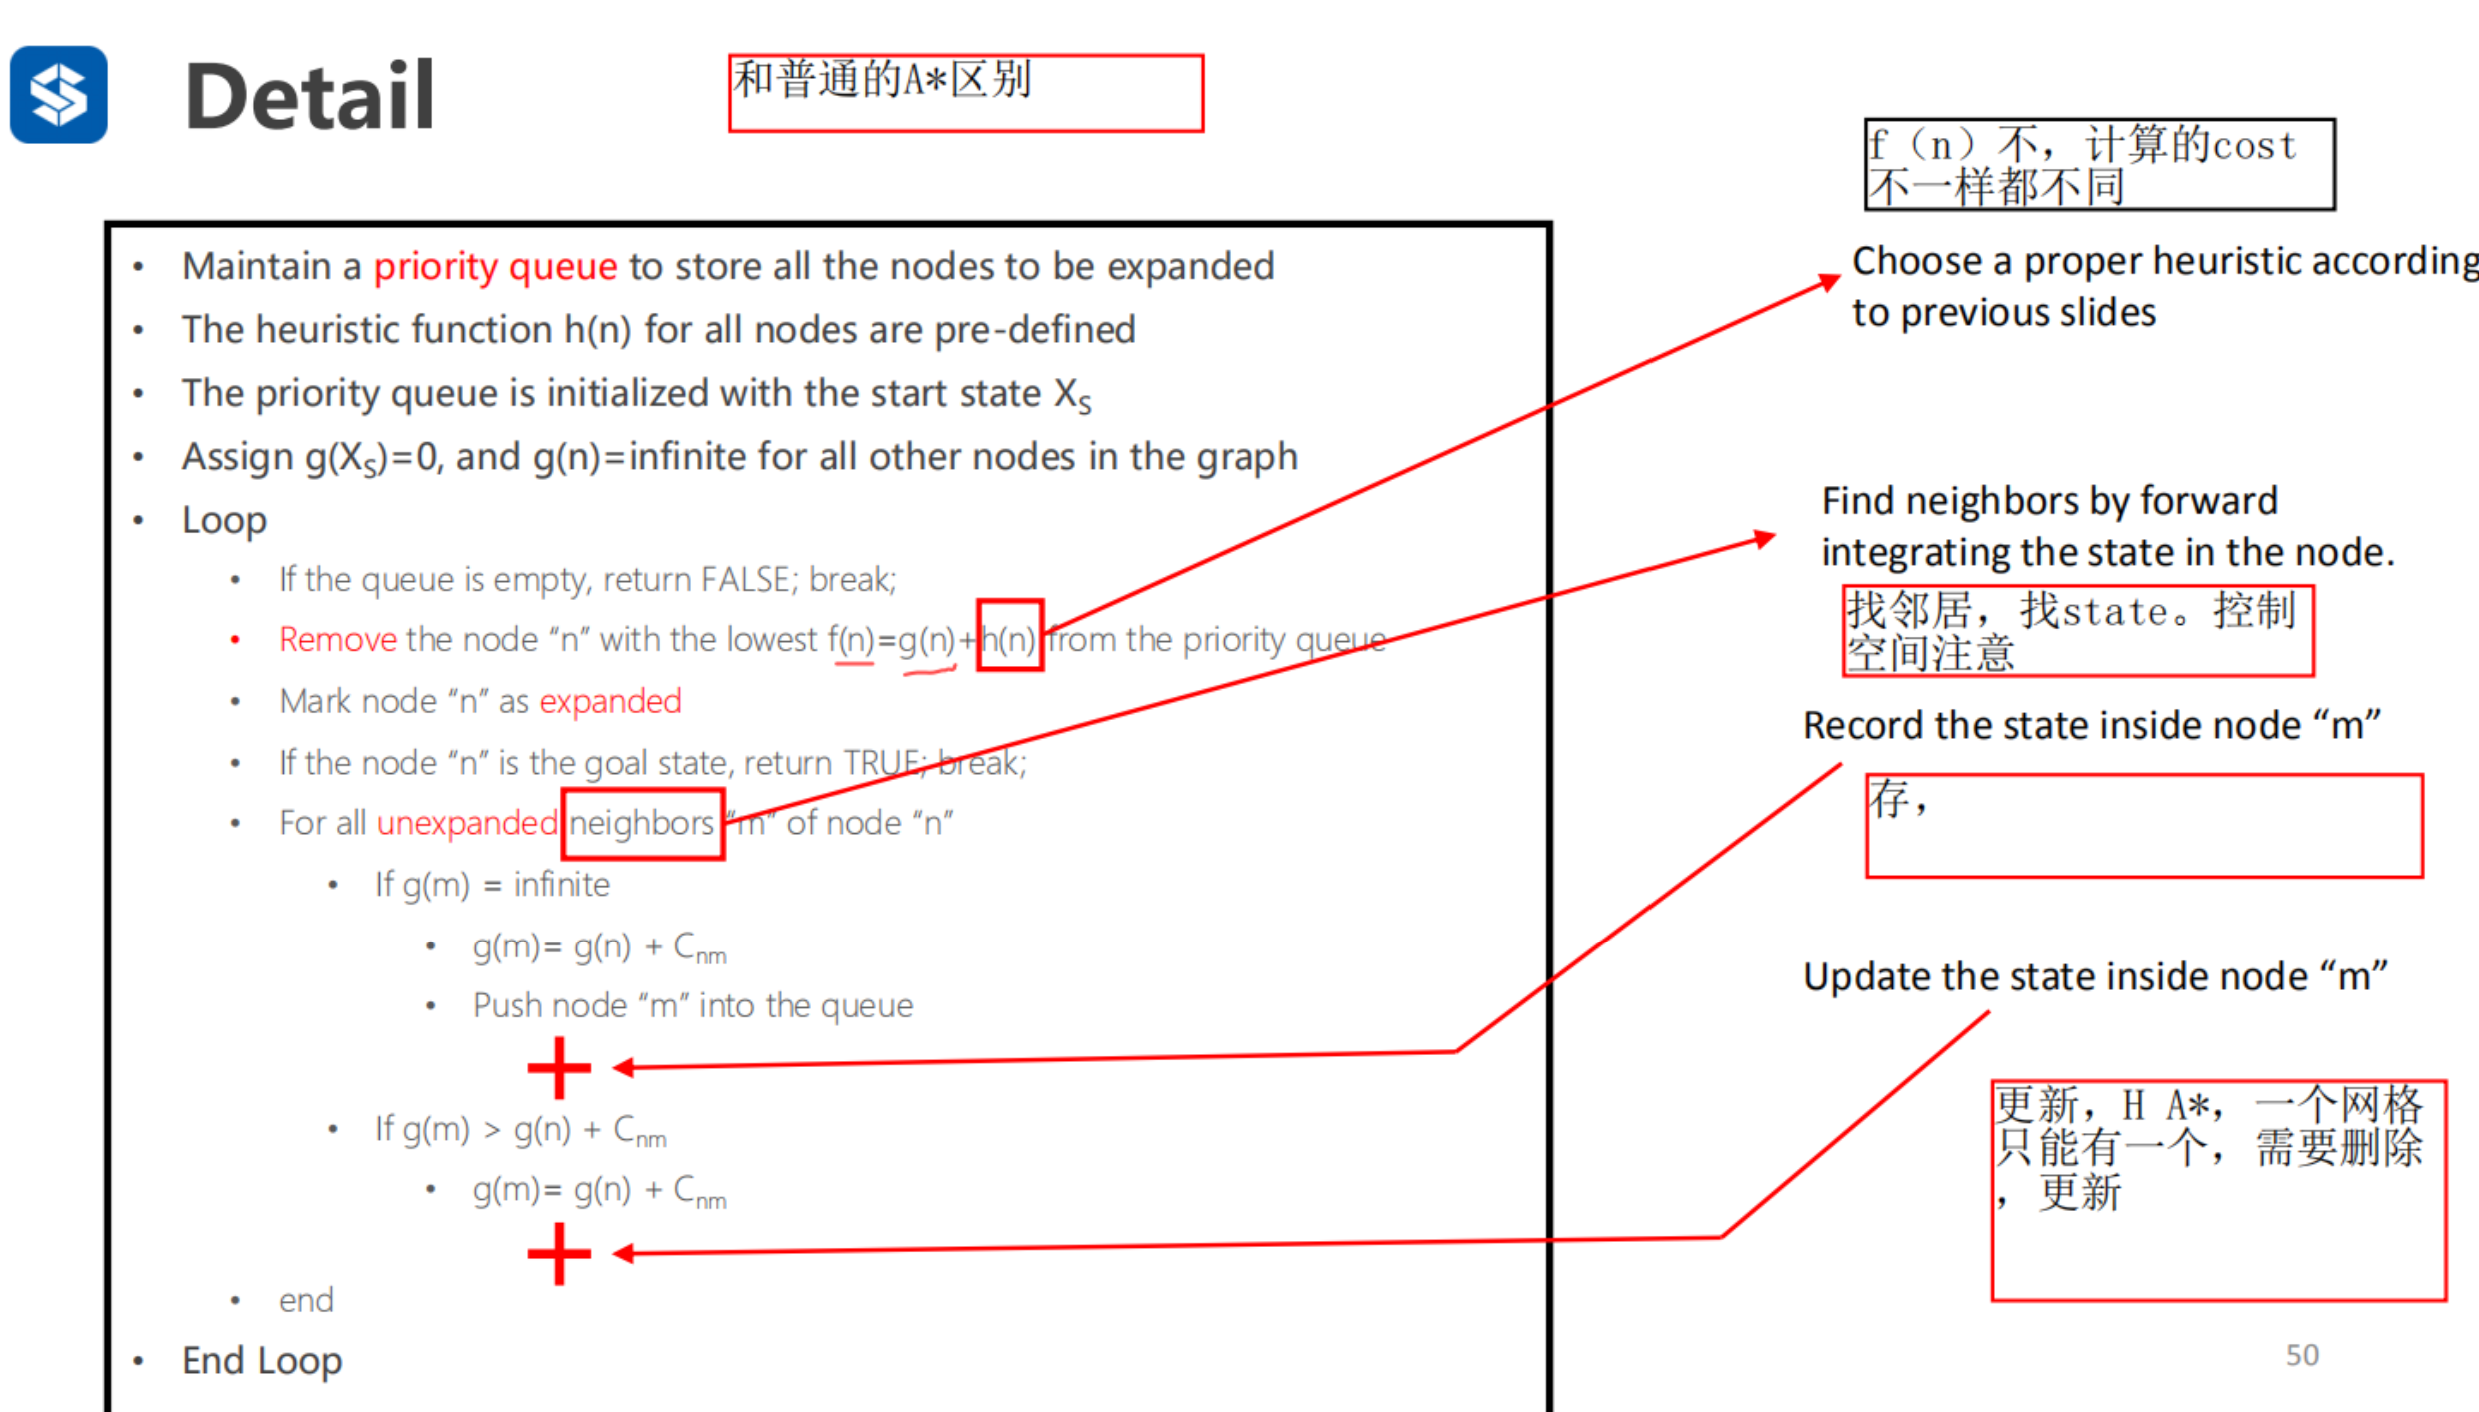 Detail
和普通的A*区别
f（n）不，计算的cost
不一样都不同
• Maintain a priority queue to store all the nodes to be expanded
• The heuristic function h(n) for all nodes are pre-defined
• The priority queue is initialized with the start state Xₛ
• Assign g(Xₛ)=0, and g(n)=infinite for all other nodes in the graph
• Loop
• If the queue is empty, return FALSE; break;
• Remove the node “n” with the lowest f(n)=g(n)+h(n) from the priority queue
• Mark node “n” as expanded
• If the node “n” is the goal state, return TRUE; break;
• For all unexpanded neighbors “m” of node “n”
• If g(m) = infinite
• g(m)= g(n) + Cₙₘ
• Push node “m” into the queue
+
• If g(m) > g(n) + Cₙₘ
• g(m)= g(n) + Cₙₘ
+
• end
• End Loop
Choose a proper heuristic according
to previous slides
Find neighbors by forward
integrating the state in the node.
找邻居，找state。控制
空间注意
Record the state inside node “m”
存，
Update the state inside node “m”
更新，H A*，一个网格
只能有一个，需要删除
，更新
50